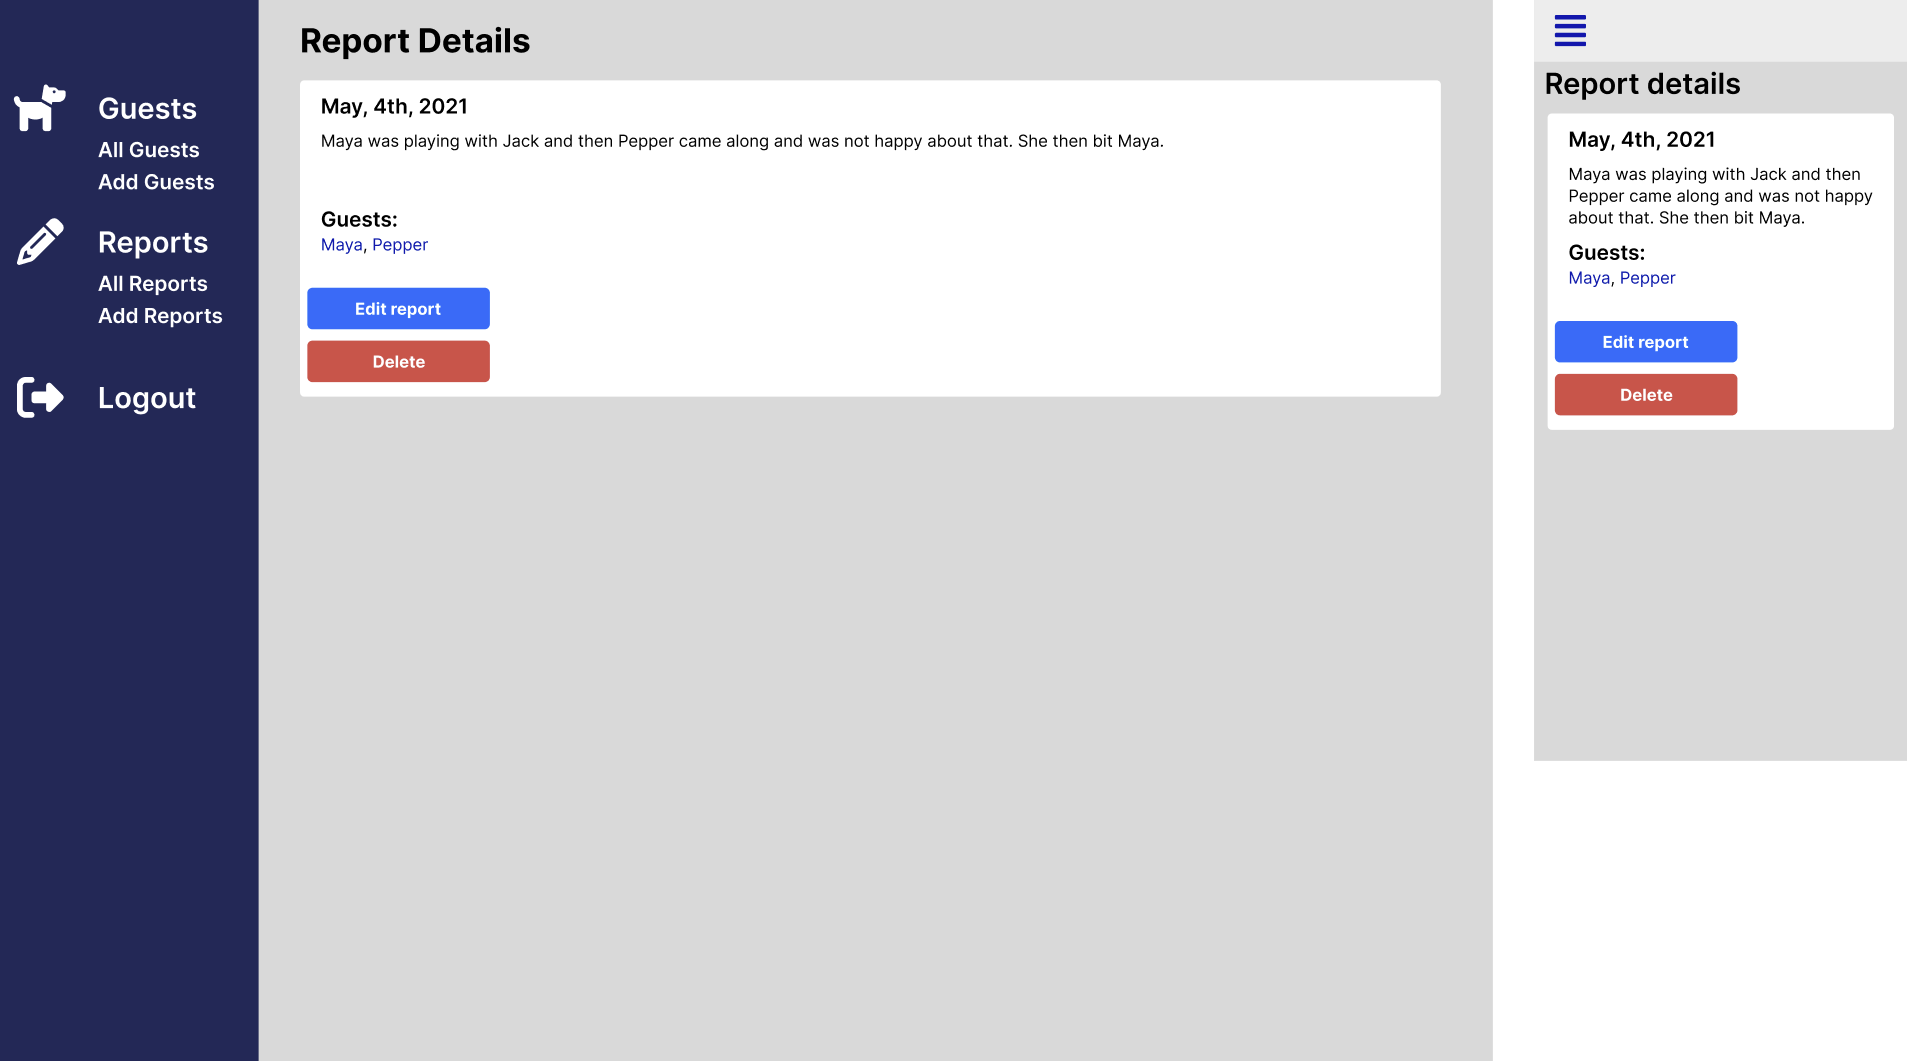 Guests
All Guests
Add Guests
Reports
All Reports
Add Reports
Logout
Report Details
May, 4th, 2021
Maya was playing with Jack and then Pepper came along and was not happy about that. She then bit Maya.
Guests:
Maya, Pepper
Edit report
Delete
Report details
May, 4th, 2021
Maya was playing with Jack and then
Pepper came along and was not happy
about that. She then bit Maya.
Guests:
Maya, Pepper
Edit report
Delete